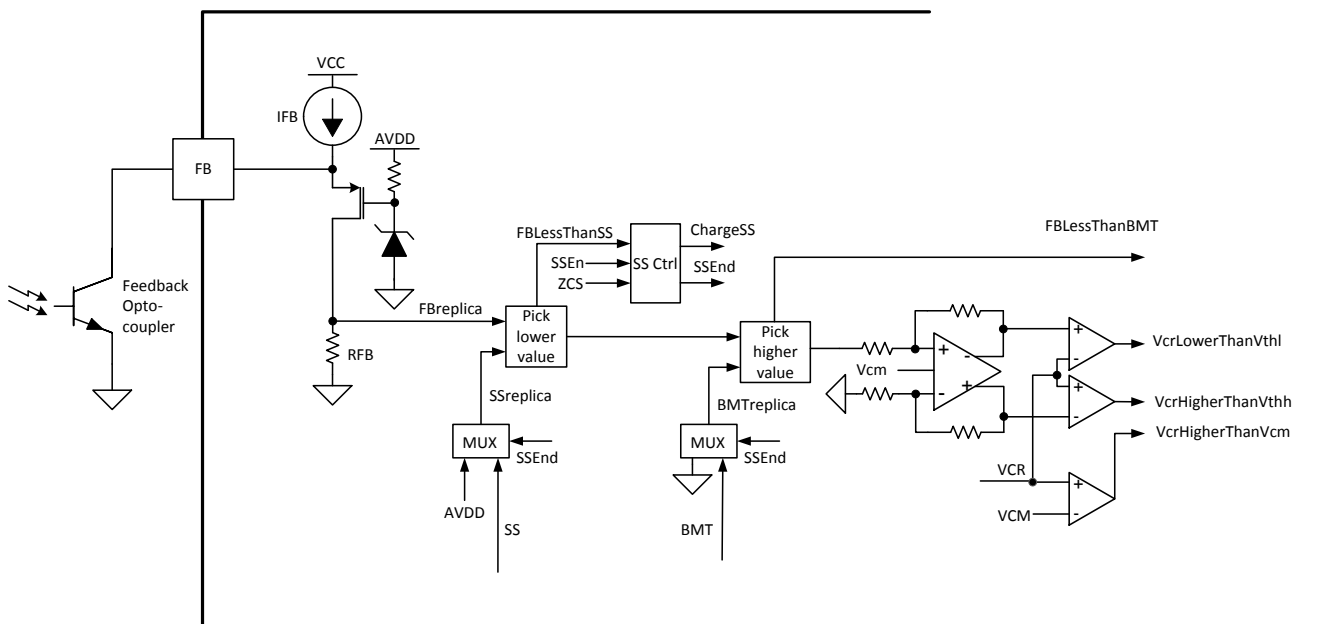 VCC
IFB
AVDD
FB
FBLessThanSS
ChargeSS
FBLessThanBMT
SSEn
SS Ctrl
SSEnd
ZCS
Feedback
Opto-
coupler
FBreplica
Pick
lower
value
Pick
higher
value
RFB
+
-
+
-
Vcm
+
-
VcrLowerThanVthl
SSreplica
BMTreplica
+
-
VcrHigherThanVthh
VcrHigherThanVcm
MUX
SSEnd
MUX
SSEnd
VCR
+
AVDD
SS
BMT
VCM
-